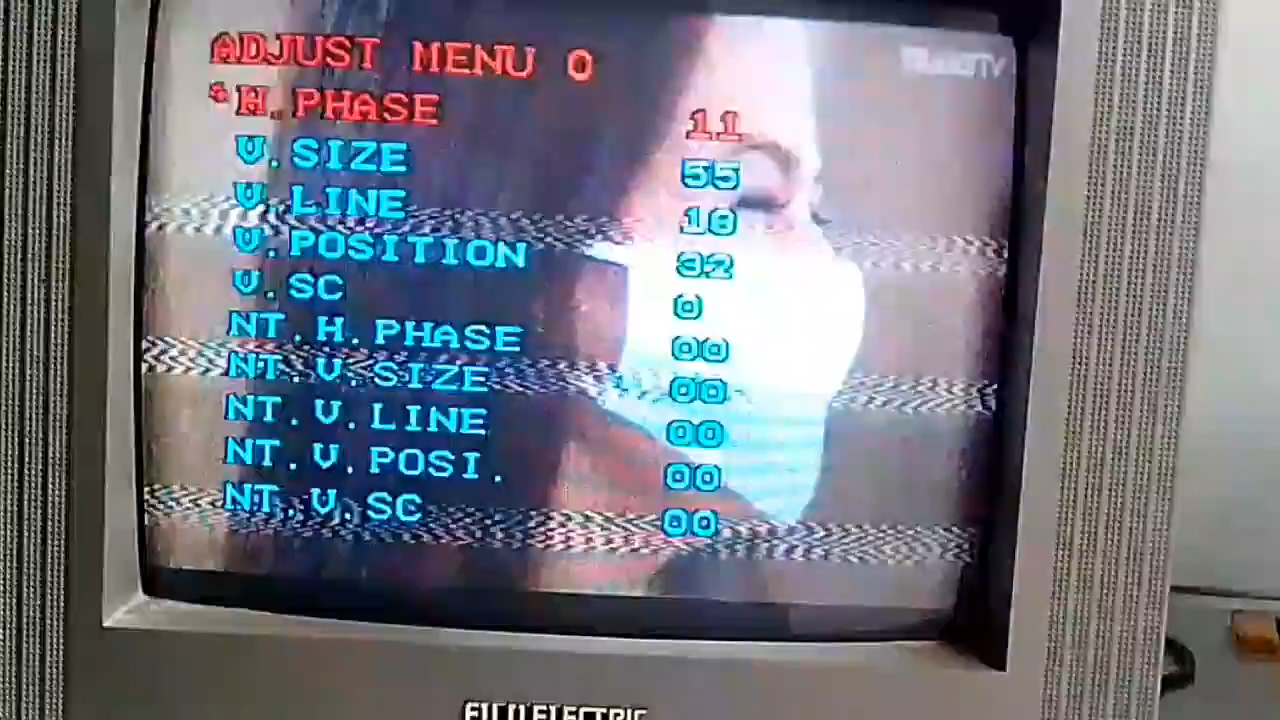 ADJUST MENU 0
*H.PHASE 11
V.SIZE 55
V.LINE 18
V.POSITION 32
V.SC 0
NT.H.PHASE 00
NT.V.SIZE 00
NT.V.LINE 00
NT.V.POSI. 00
NT.V.SC 00